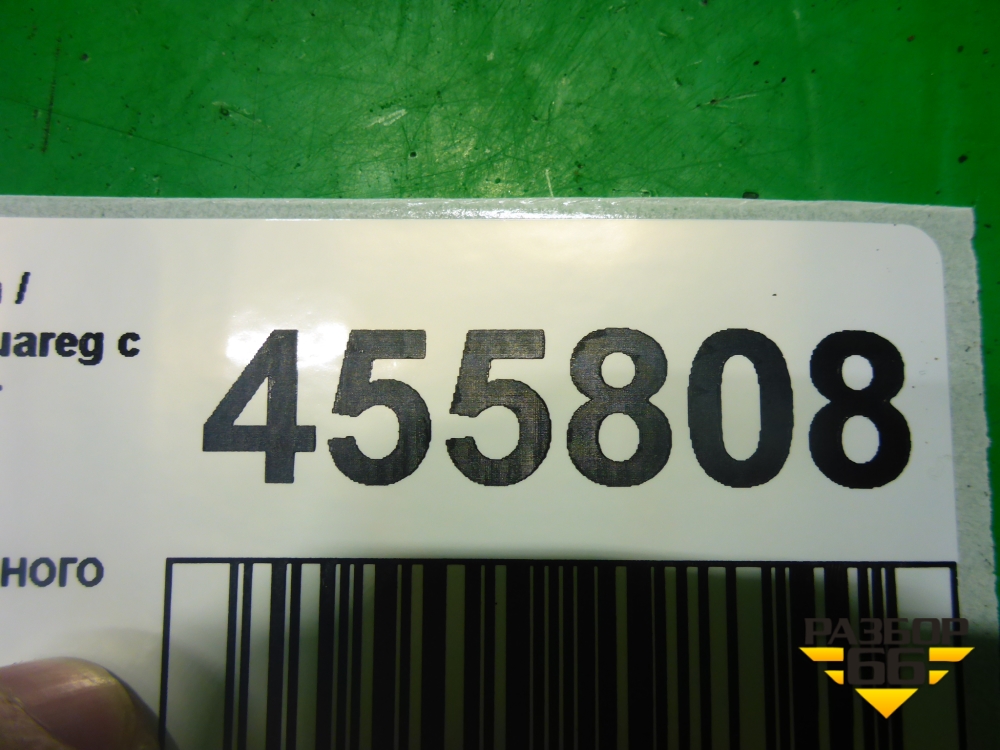 /
uareg с
455808
ного
РАЗБОР
66